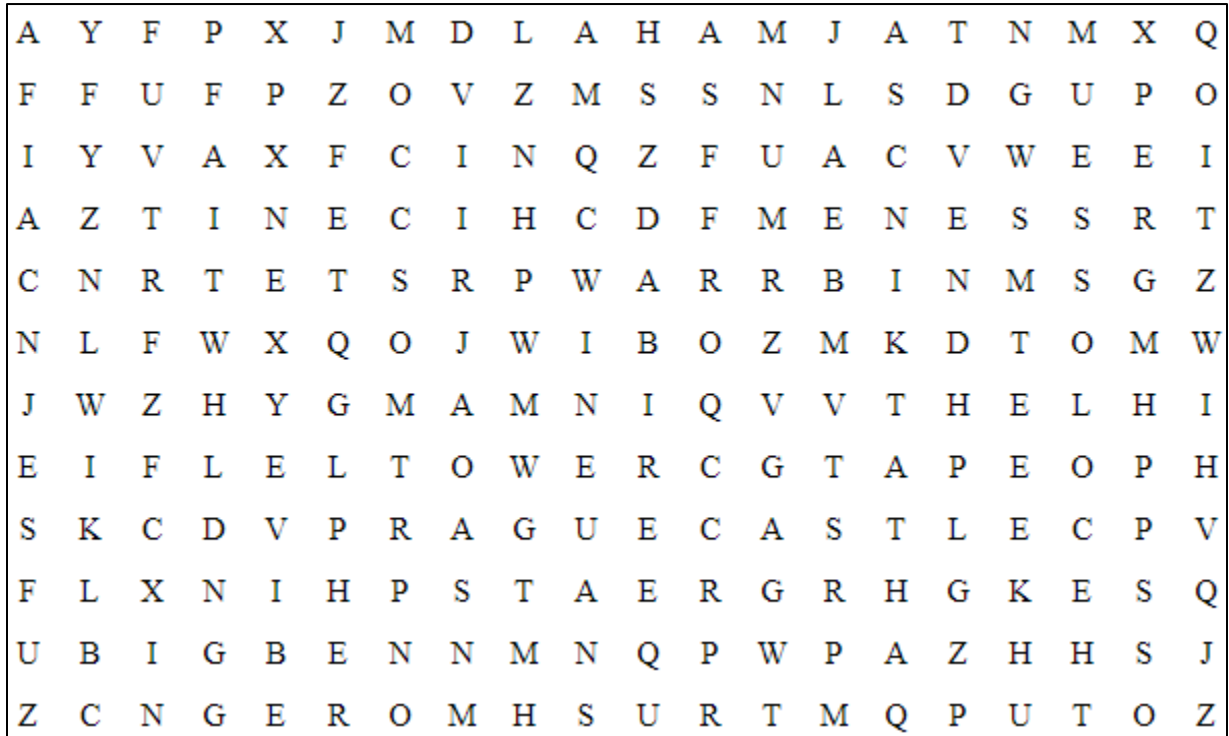 A Y F P X J M D L A H A M J A T N M X Q
F F U F P Z O V Z M S S N L S D G U P O
I Y V A X F C I N Q Z F U A C V W E E I
A Z T I N E C I H C D F M E N E S S R T
C N R T E T S R P W A R R B I N M S G Z
N L F W X Q O J W I B O Z M K D T O M W
J W Z H Y G M A M N I Q V V T H E L H I
E I F L E L T O W E R C G T A P E O P H
S K C D V P R A G U E C A S T L E C P V
F L X N I H P S T A E R G R H G K E S Q
U B I G B E N N M N Q P W P A Z H H S J
Z C N G E R O M H S U R T M Q P U T O Z